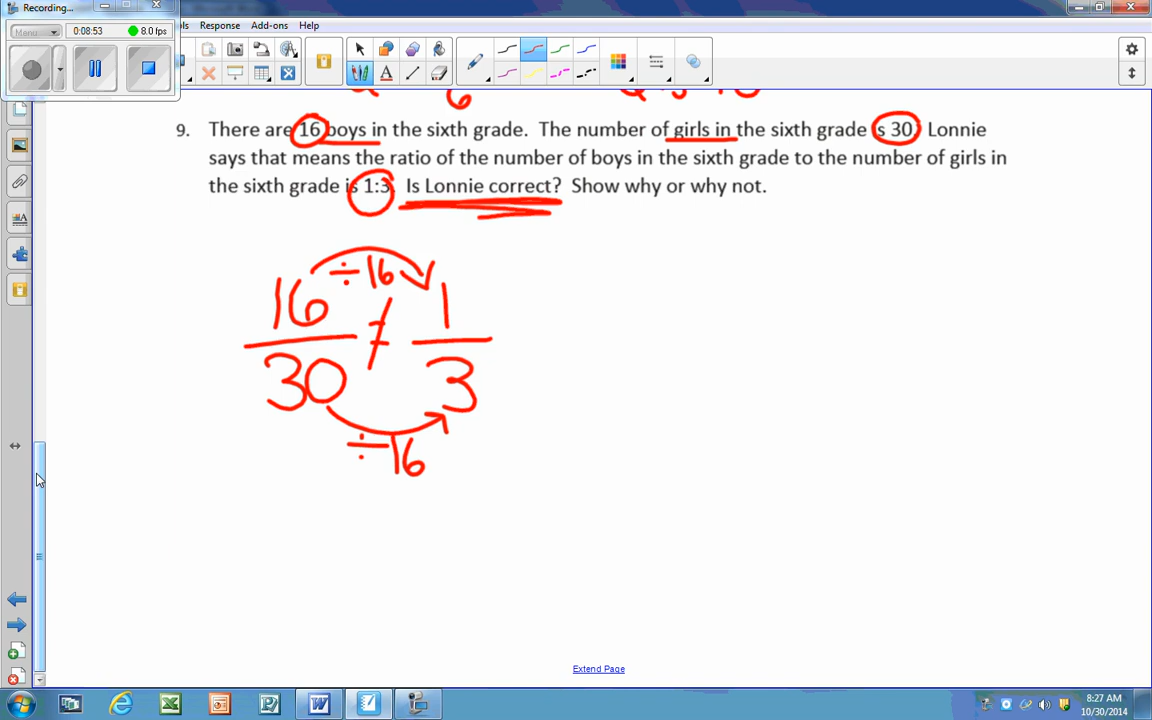 Recording...
Menu
0:08:53
8.0 fps
ols Response Add-ons Help
6
9. There are 16 boys in the sixth grade. The number of girls in the sixth grade is 30. Lonnie
says that means the ratio of the number of boys in the sixth grade to the number of girls in
the sixth grade is 1:3. Is Lonnie correct? Show why or why not.
÷16
16 ≠ 1
30 3
÷16
Extend Page
8:27 AM
10/30/2014